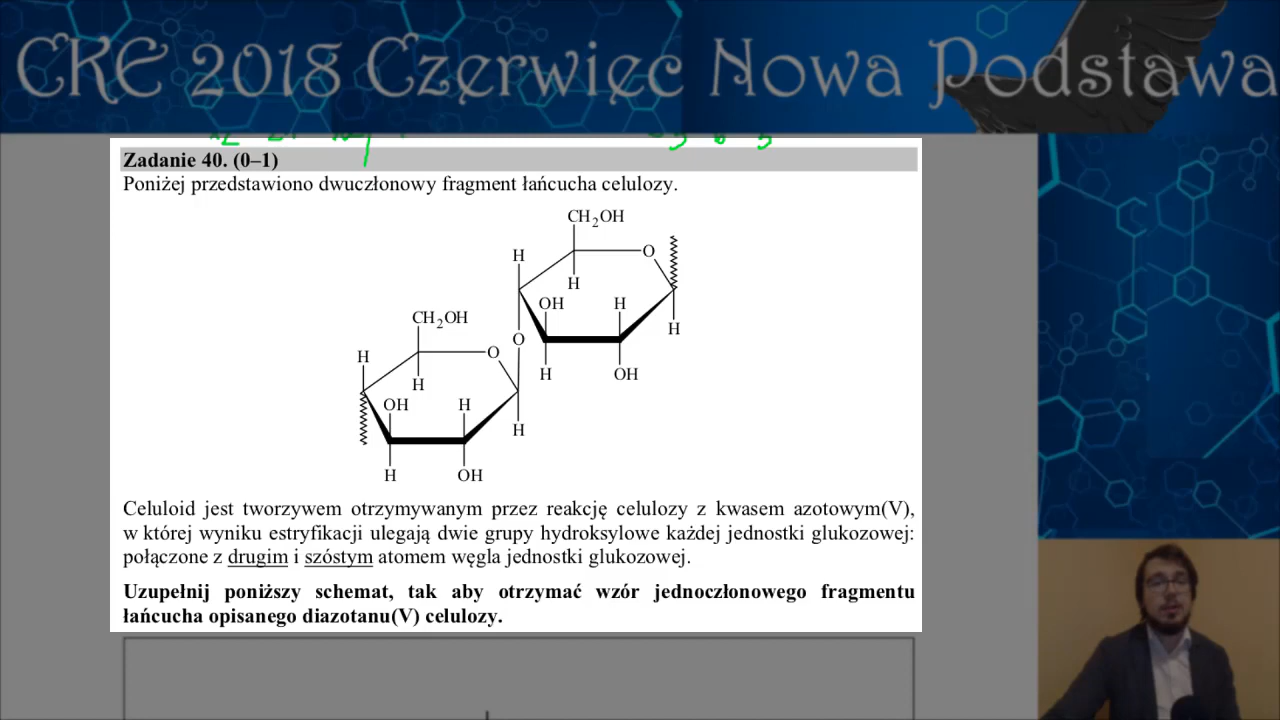 CKE 2018 Czerwięc Nowa Podstawa
Zadanie 40. (0–1)
Poniżej przedstawiono dwuczłonowy fragment łańcucha celulozy.
CH2OH
H
O
H
OH
H
H
CH2OH
O
H
O
H
OH
H
OH
H
H
H
OH
Celuloid jest tworzywem otrzymywanym przez reakcję celulozy z kwasem azotowym(V),
w której wyniku estryfikacji ulegają dwie grupy hydroksylowe każdej jednostki glukozowej:
połączone z drugim i szóstym atomem węgla jednostki glukozowej.
Uzupełnij poniższy schemat, tak aby otrzymać wzór jednoczłonowego fragmentu
łańcucha opisanego diazotanu(V) celulozy.